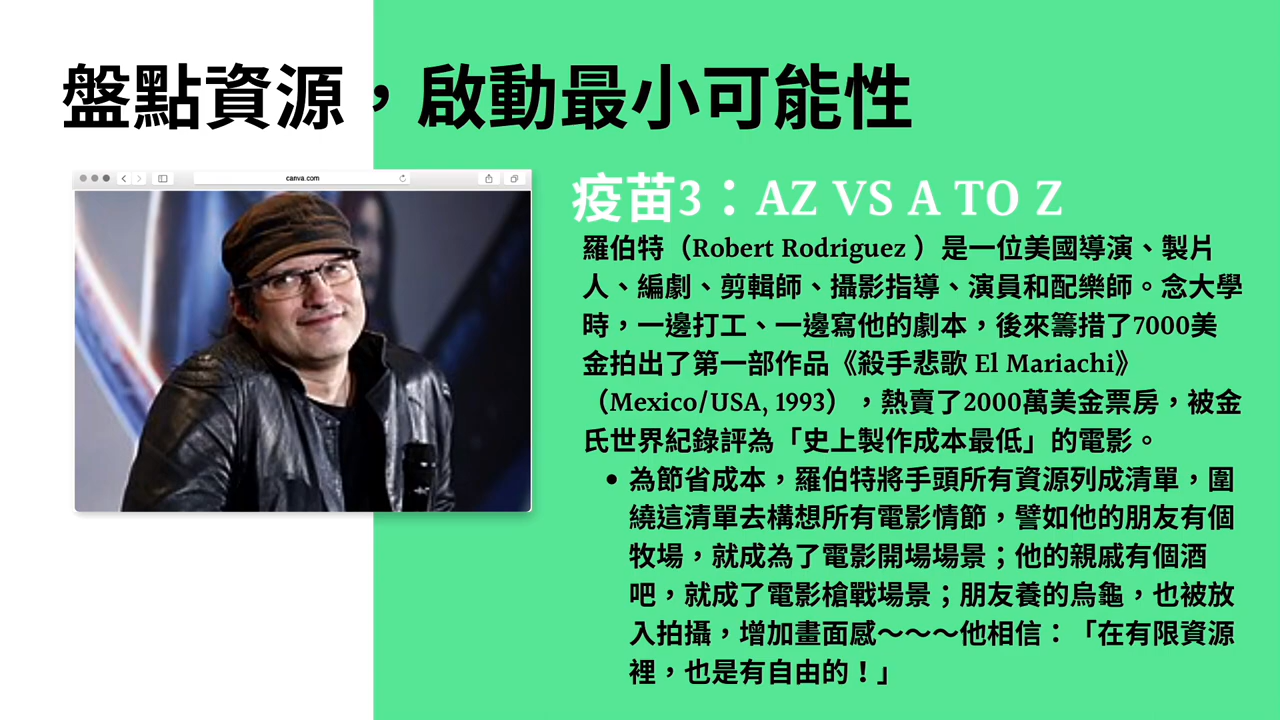 盤點資源，啟動最小可能性
canva.com
疫苗3：AZ VS A TO Z
羅伯特（Robert Rodriguez ）是一位美國導演、製片
人、編劇、剪輯師、攝影指導、演員和配樂師。念大學
時，一邊打工、一邊寫他的劇本，後來籌措了7000美
金拍出了第一部作品《殺手悲歌 El Mariachi》
（Mexico/USA, 1993），熱賣了2000萬美金票房，被金
氏世界紀錄評為「史上製作成本最低」的電影。
• 為節省成本，羅伯特將手頭所有資源列成清單，圍
繞這清單去構想所有電影情節，譬如他的朋友有個
牧場，就成為了電影開場場景；他的親戚有個酒
吧，就成了電影槍戰場景；朋友養的烏龜，也被放
入拍攝，增加畫面感～～～他相信：「在有限資源
裡，也是有自由的！」